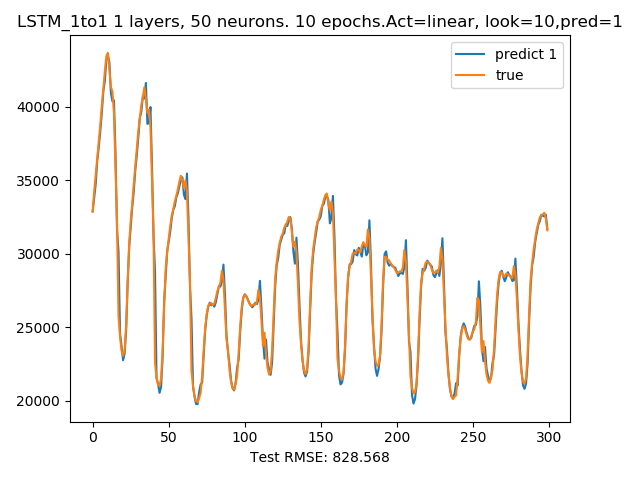 LSTM_1to1 1 layers, 50 neurons. 10 epochs.Act=linear, look=10,pred=1
predict 1
true
40000
35000
30000
25000
20000
0 50 100 150 200 250 300
Test RMSE: 828.568